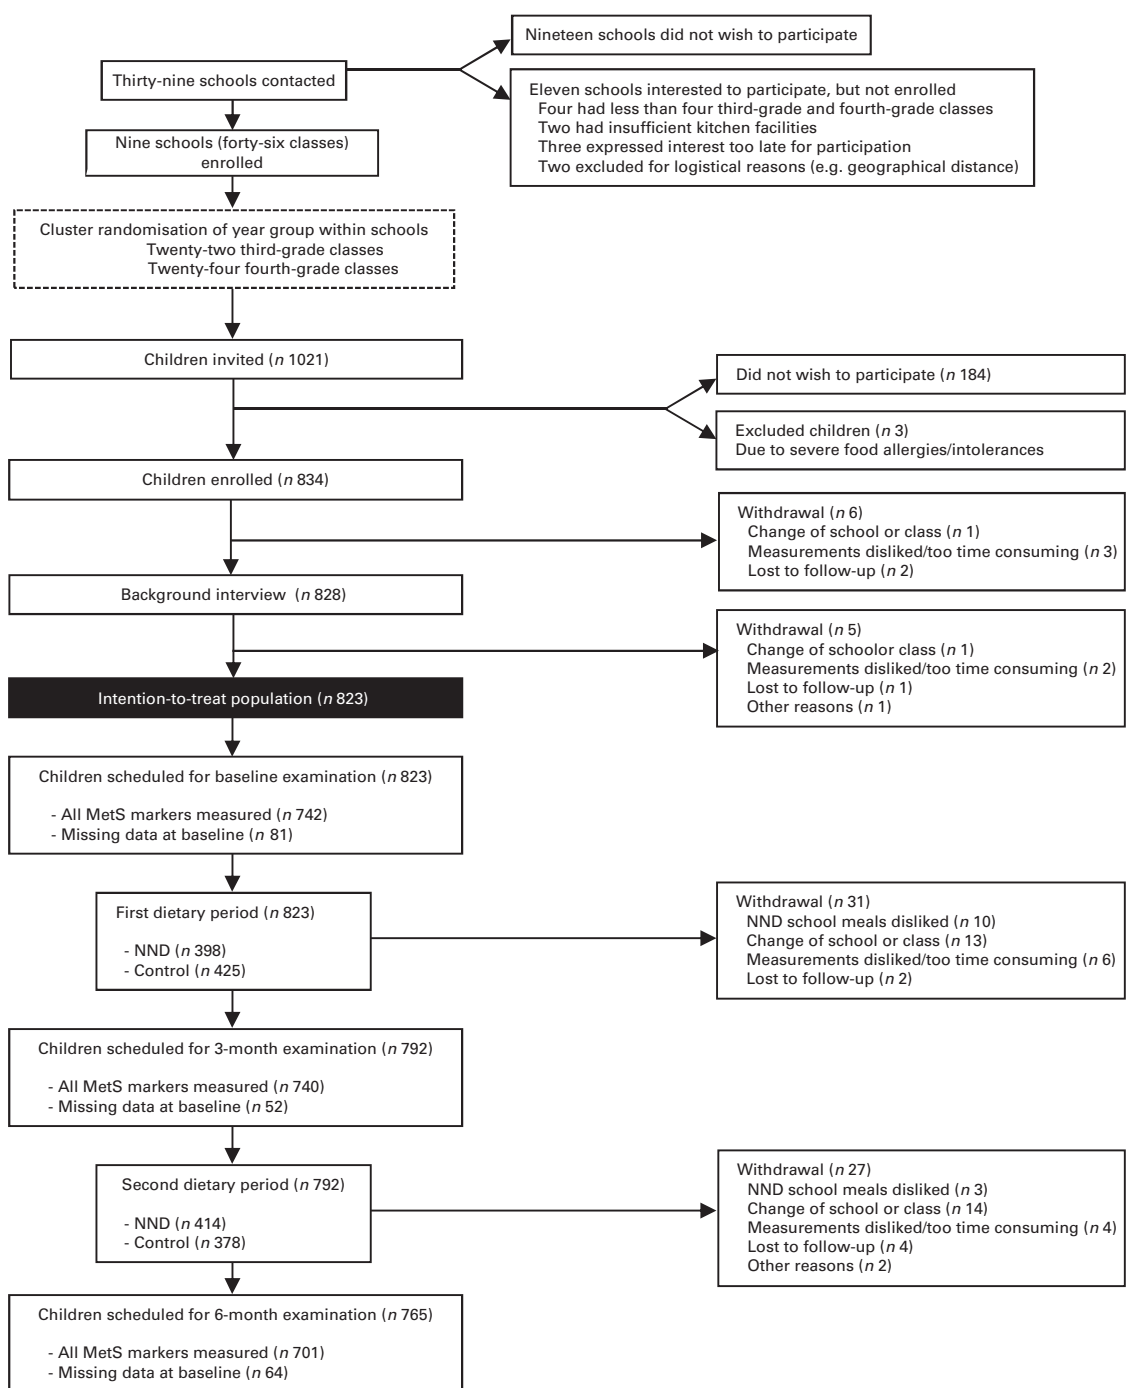 Nineteen schools did not wish to participate
Thirty-nine schools contacted
Eleven schools interested to participate, but not enrolled
Four had less than four third-grade and fourth-grade classes
Two had insufficient kitchen facilities
Three expressed interest too late for participation
Two excluded for logistical reasons (e.g. geographical distance)
Nine schools (forty-six classes)
enrolled
Cluster randomisation of year group within schools
Twenty-two third-grade classes
Twenty-four fourth-grade classes
Children invited (n 1021)
Did not wish to participate (n 184)
Excluded children (n 3)
Due to severe food allergies/intolerances
Children enrolled (n 834)
Withdrawal (n 6)
Change of school or class (n 1)
Measurements disliked/too time consuming (n 3)
Lost to follow-up (n 2)
Background interview (n 828)
Withdrawal (n 5)
Change of schoolor class (n 1)
Measurements disliked/too time consuming (n 2)
Lost to follow-up (n 1)
Other reasons (n 1)
Intention-to-treat population (n 823)
Children scheduled for baseline examination (n 823)
- All MetS markers measured (n 742)
- Missing data at baseline (n 81)
First dietary period (n 823)
- NND (n 398)
- Control (n 425)
Withdrawal (n 31)
NND school meals disliked (n 10)
Change of school or class (n 13)
Measurements disliked/too time consuming (n 6)
Lost to follow-up (n 2)
Children scheduled for 3-month examination (n 792)
- All MetS markers measured (n 740)
- Missing data at baseline (n 52)
Second dietary period (n 792)
- NND (n 414)
- Control (n 378)
Withdrawal (n 27)
NND school meals disliked (n 3)
Change of school or class (n 14)
Measurements disliked/too time consuming (n 4)
Lost to follow-up (n 4)
Other reasons (n 2)
Children scheduled for 6-month examination (n 765)
- All MetS markers measured (n 701)
- Missing data at baseline (n 64)